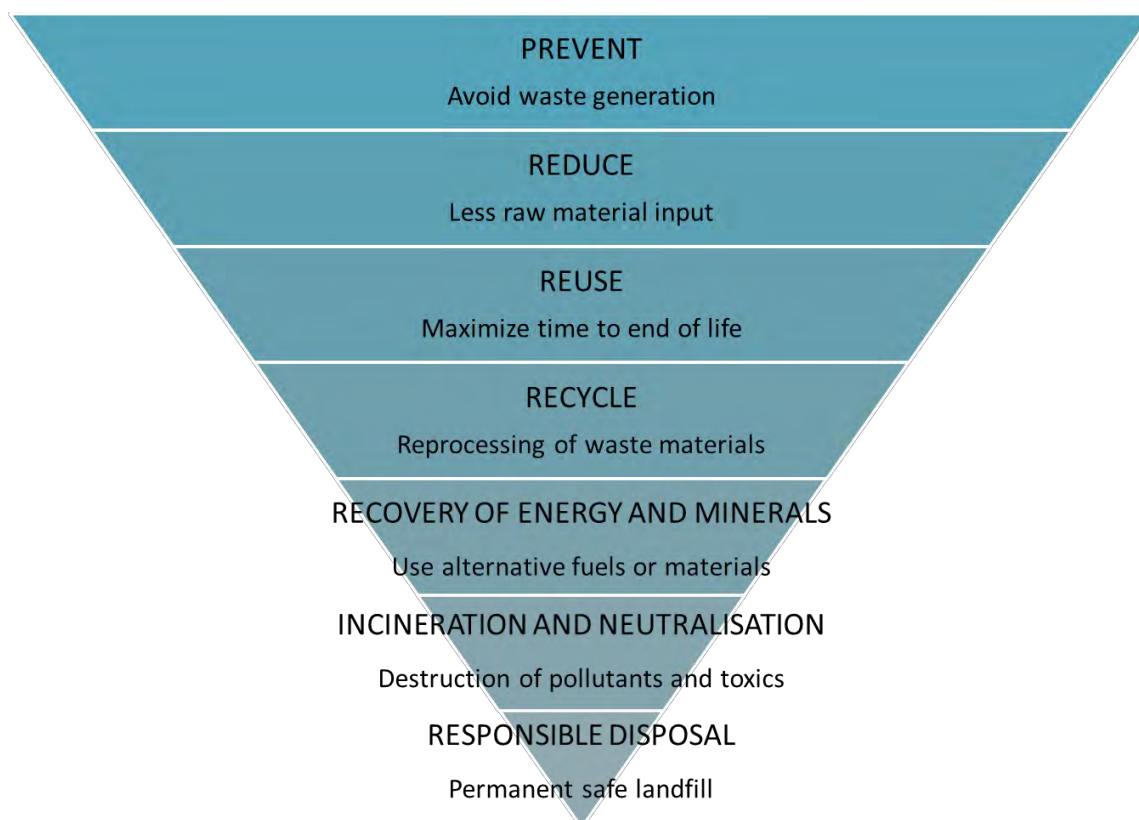 PREVENT
Avoid waste generation
REDUCE
Less raw material input
REUSE
Maximize time to end of life
RECYCLE
Reprocessing of waste materials
RECOVERY OF ENERGY AND MINERALS
Use alternative fuels or materials
INCINERATION AND NEUTRALISATION
Destruction of pollutants and toxics
RESPONSIBLE DISPOSAL
Permanent safe landfill